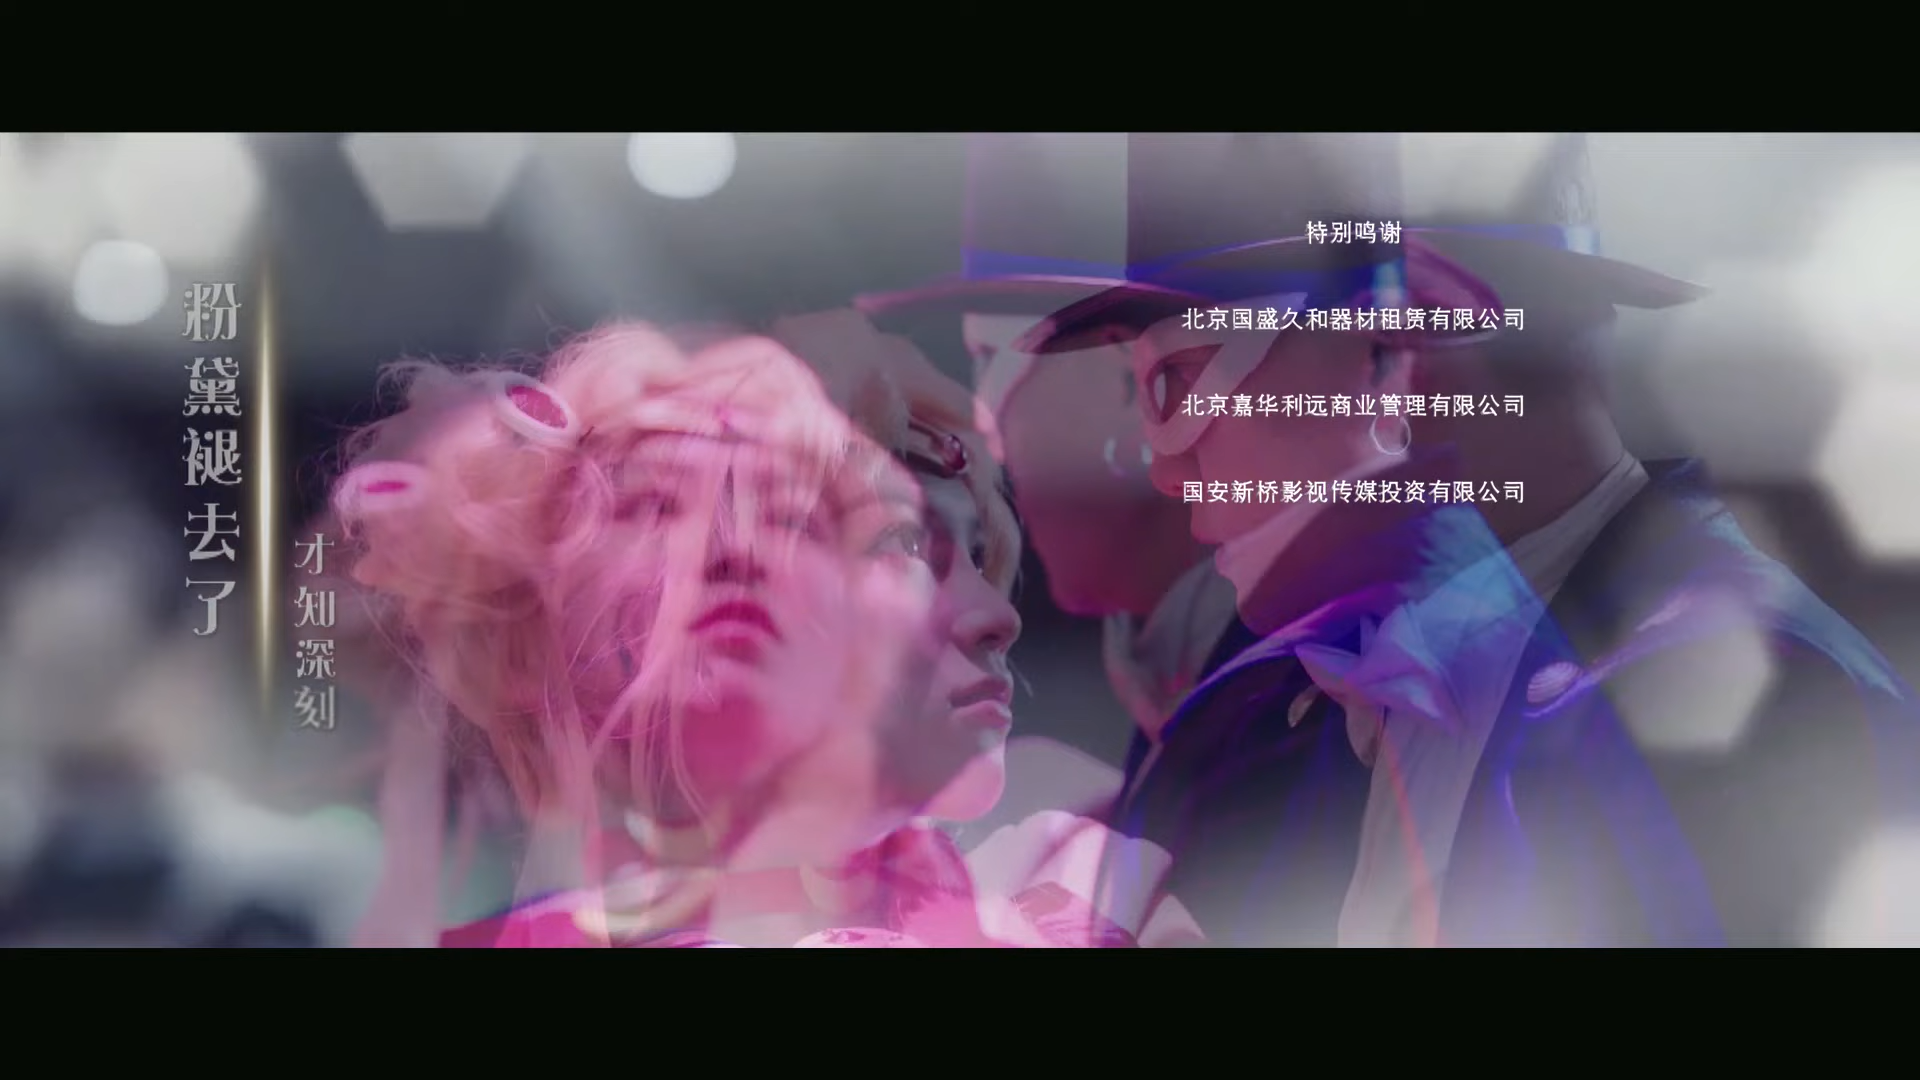 粉黛褪去了
才知深刻
特别鸣谢
北京国盛久和器材租赁有限公司
北京嘉华利远商业管理有限公司
国安新桥影视传媒投资有限公司